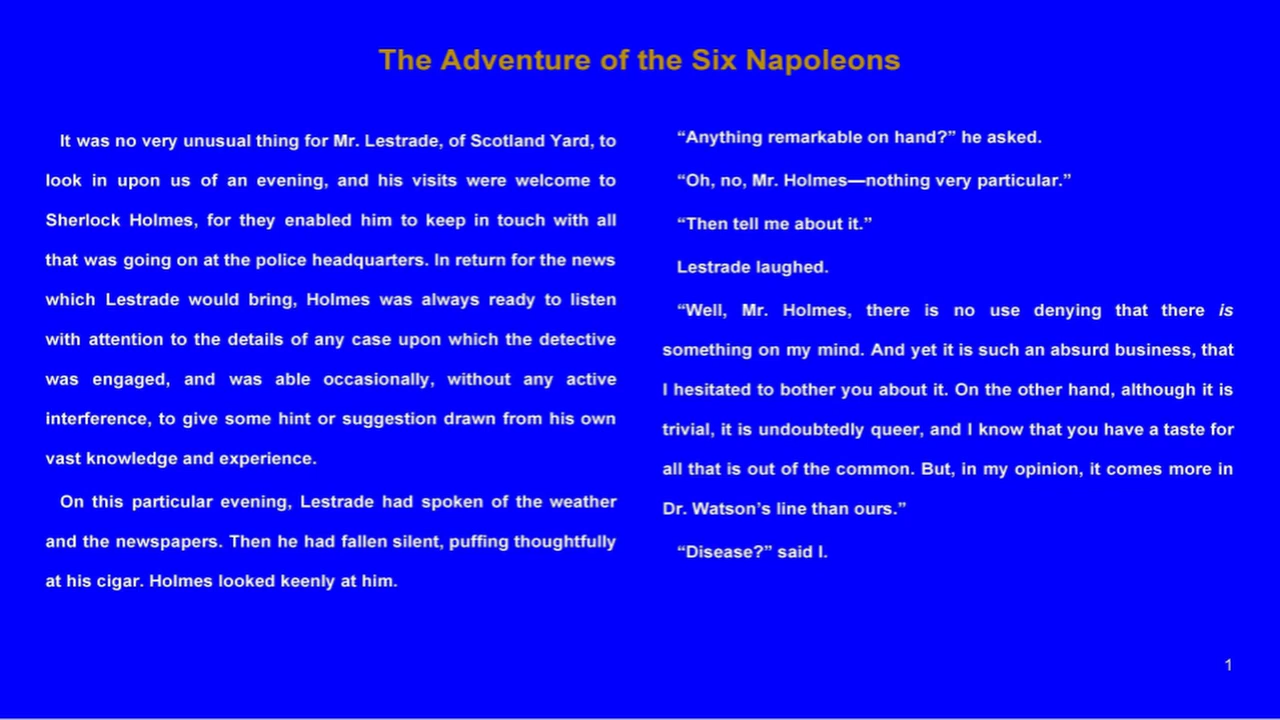 The Adventure of the Six Napoleons
It was no very unusual thing for Mr. Lestrade, of Scotland Yard, to
look in upon us of an evening, and his visits were welcome to
Sherlock Holmes, for they enabled him to keep in touch with all
that was going on at the police headquarters. In return for the news
which Lestrade would bring, Holmes was always ready to listen
with attention to the details of any case upon which the detective
was engaged, and was able occasionally, without any active
interference, to give some hint or suggestion drawn from his own
vast knowledge and experience.
On this particular evening, Lestrade had spoken of the weather
and the newspapers. Then he had fallen silent, puffing thoughtfully
at his cigar. Holmes looked keenly at him.
“Anything remarkable on hand?” he asked.
“Oh, no, Mr. Holmes—nothing very particular.”
“Then tell me about it.”
Lestrade laughed.
“Well, Mr. Holmes, there is no use denying that there is
something on my mind. And yet it is such an absurd business, that
I hesitated to bother you about it. On the other hand, although it is
trivial, it is undoubtedly queer, and I know that you have a taste for
all that is out of the common. But, in my opinion, it comes more in
Dr. Watson’s line than ours.”
“Disease?” said I.
1